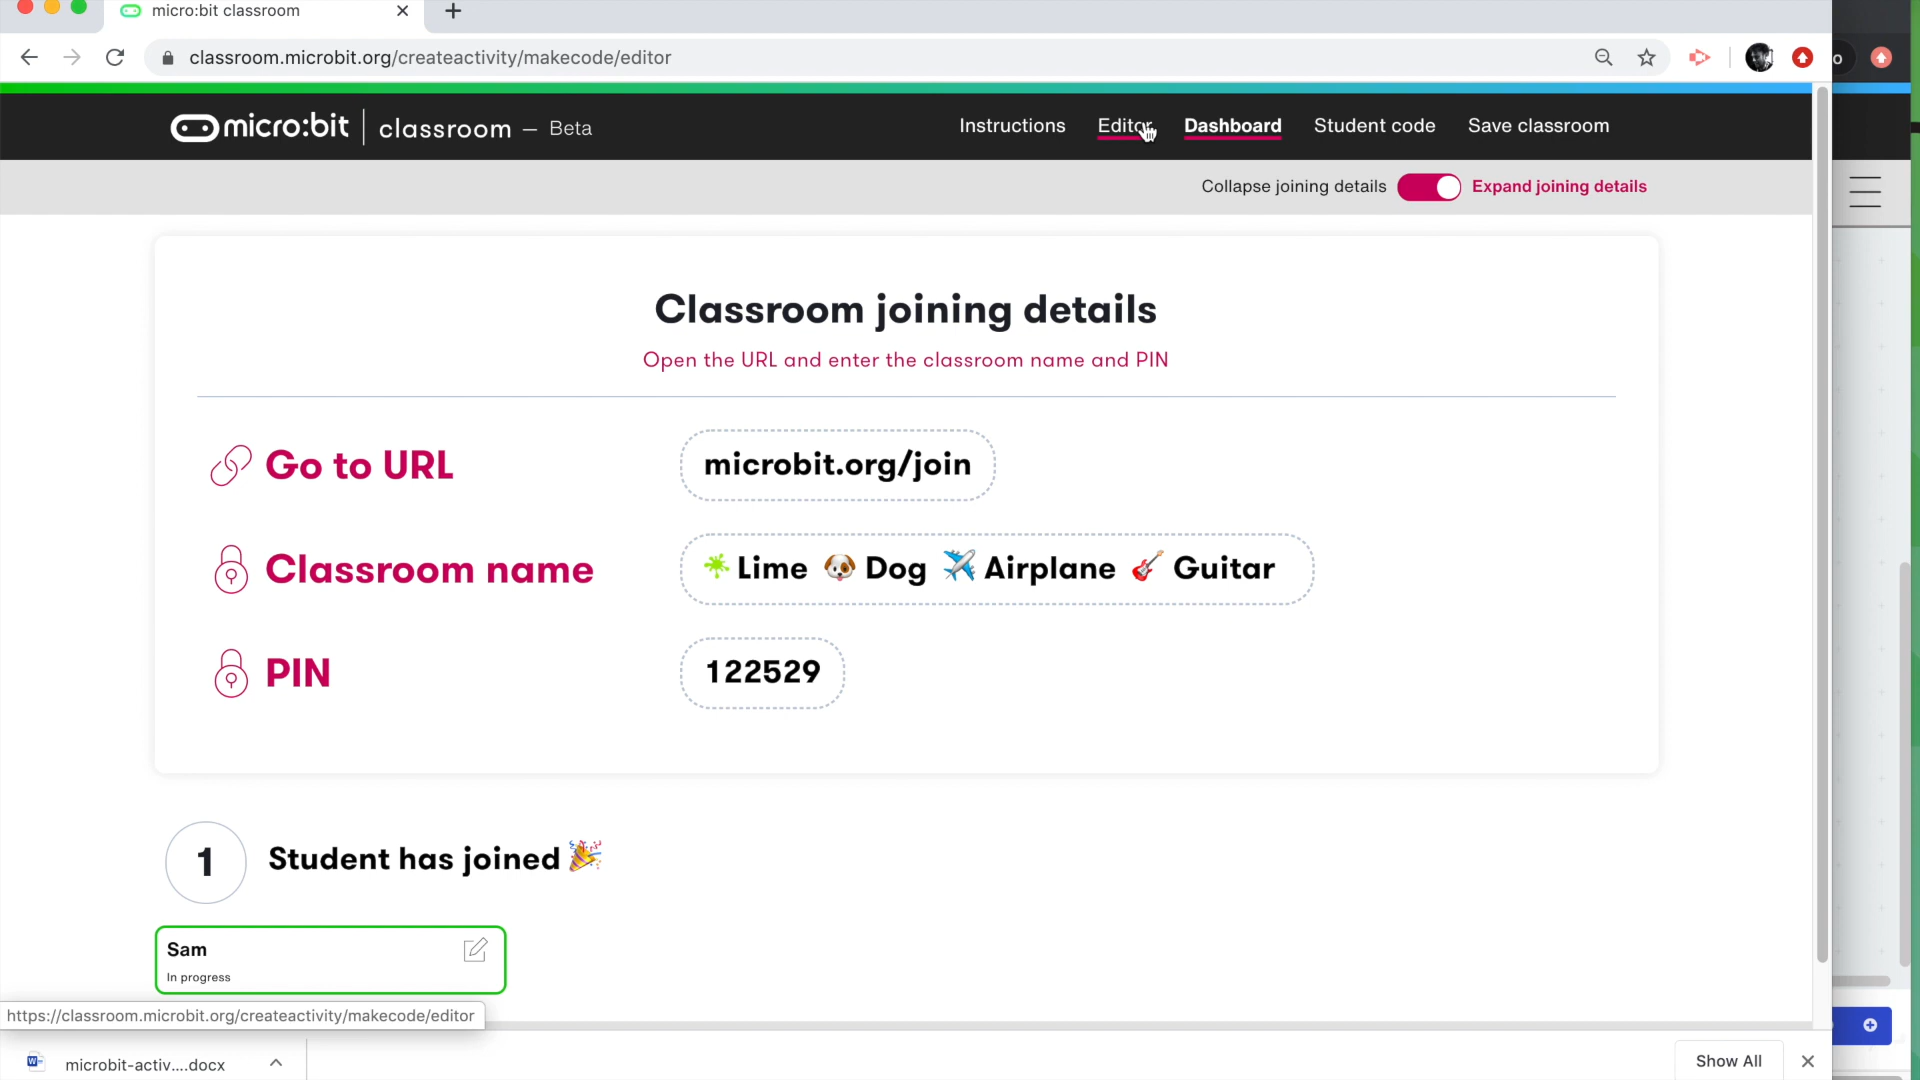 micro:bit classroom
classroom.microbit.org/createactivity/makecode/editor
micro:bit classroom – Beta
Instructions Editor Dashboard Student code Save classroom
Collapse joining details Expand joining details
Classroom joining details
Open the URL and enter the classroom name and PIN
Go to URL microbit.org/join
Classroom name Lime Dog Airplane Guitar
PIN 122529
1 Student has joined
Sam
In progress
https://classroom.microbit.org/createactivity/makecode/editor
microbit-activ....docx
Show All